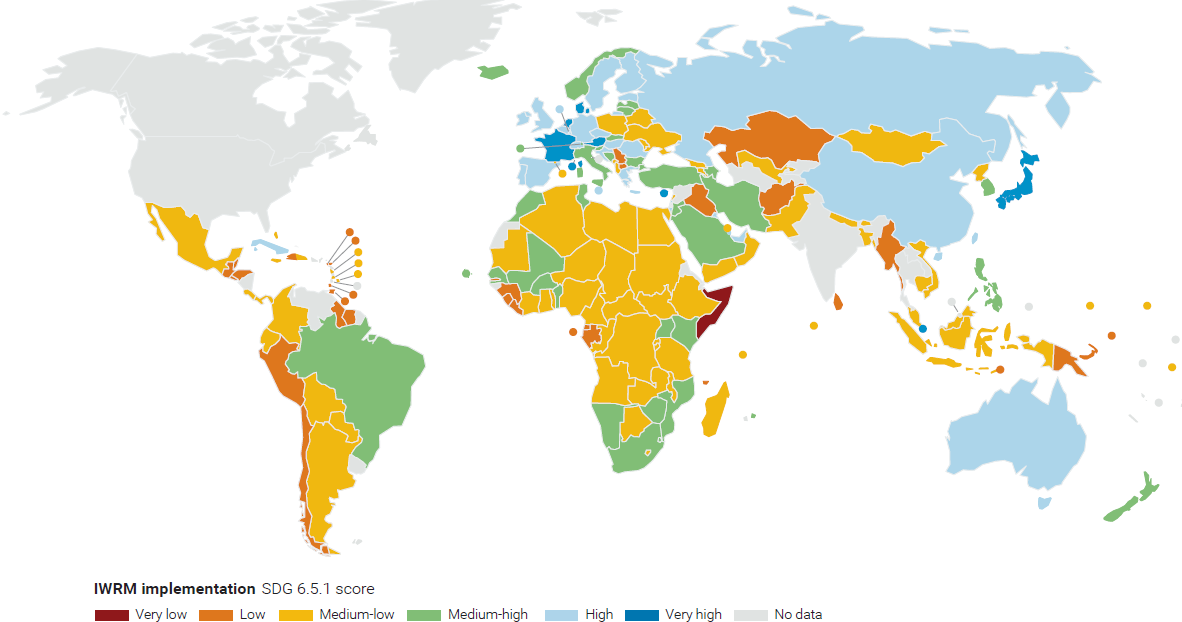 IWRM implementation SDG 6.5.1 score
Very low Low Medium-low Medium-high High Very high No data